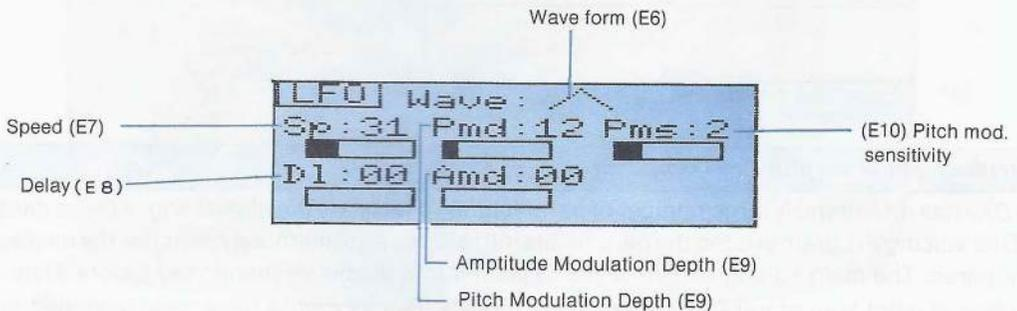 Wave form (E6)
LFO Wave:
Speed (E7)
Sp:31 Pmd:12 Pms:2
(E10) Pitch mod.
sensitivity
Delay (E 8)
Dl:00 Amd:00
Amplitude Modulation Depth (E9)
Pitch Modulation Depth (E9)